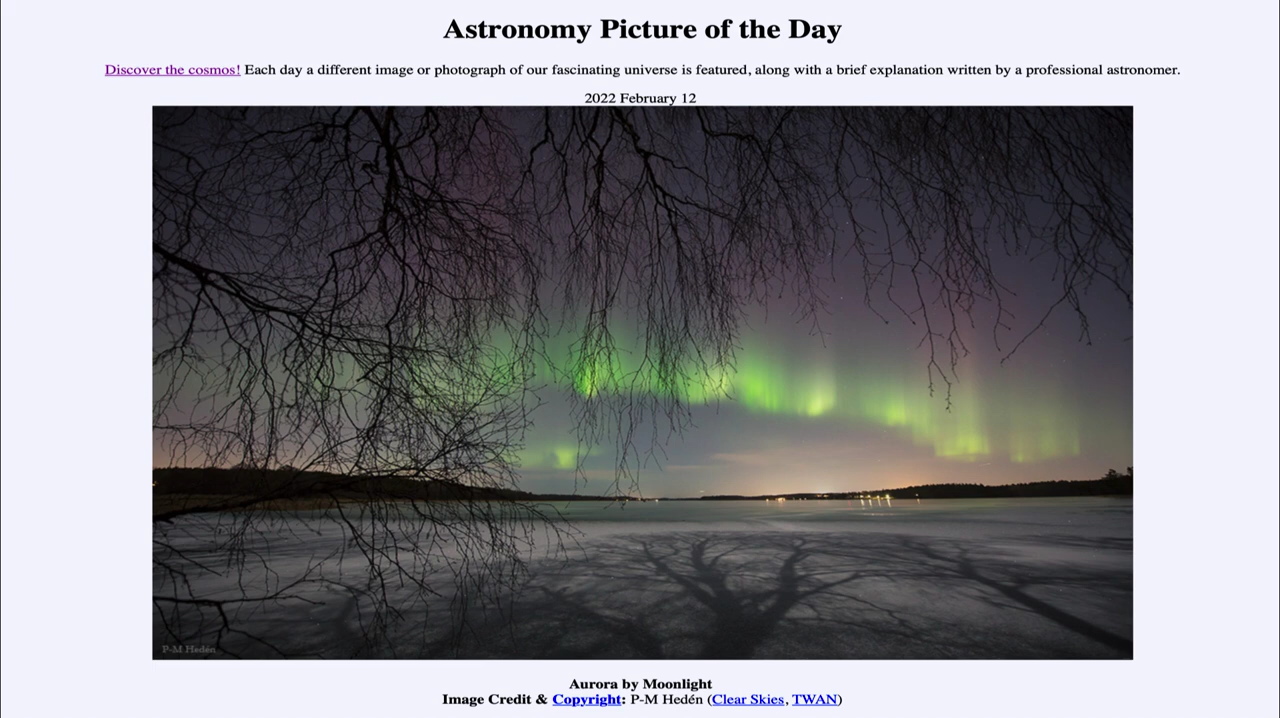 Astronomy Picture of the Day
Discover the cosmos! Each day a different image or photograph of our fascinating universe is featured, along with a brief explanation written by a professional astronomer.
2022 February 12
P-M Hedén
Aurora by Moonlight
Image Credit & Copyright: P-M Hedén (Clear Skies, TWAN)